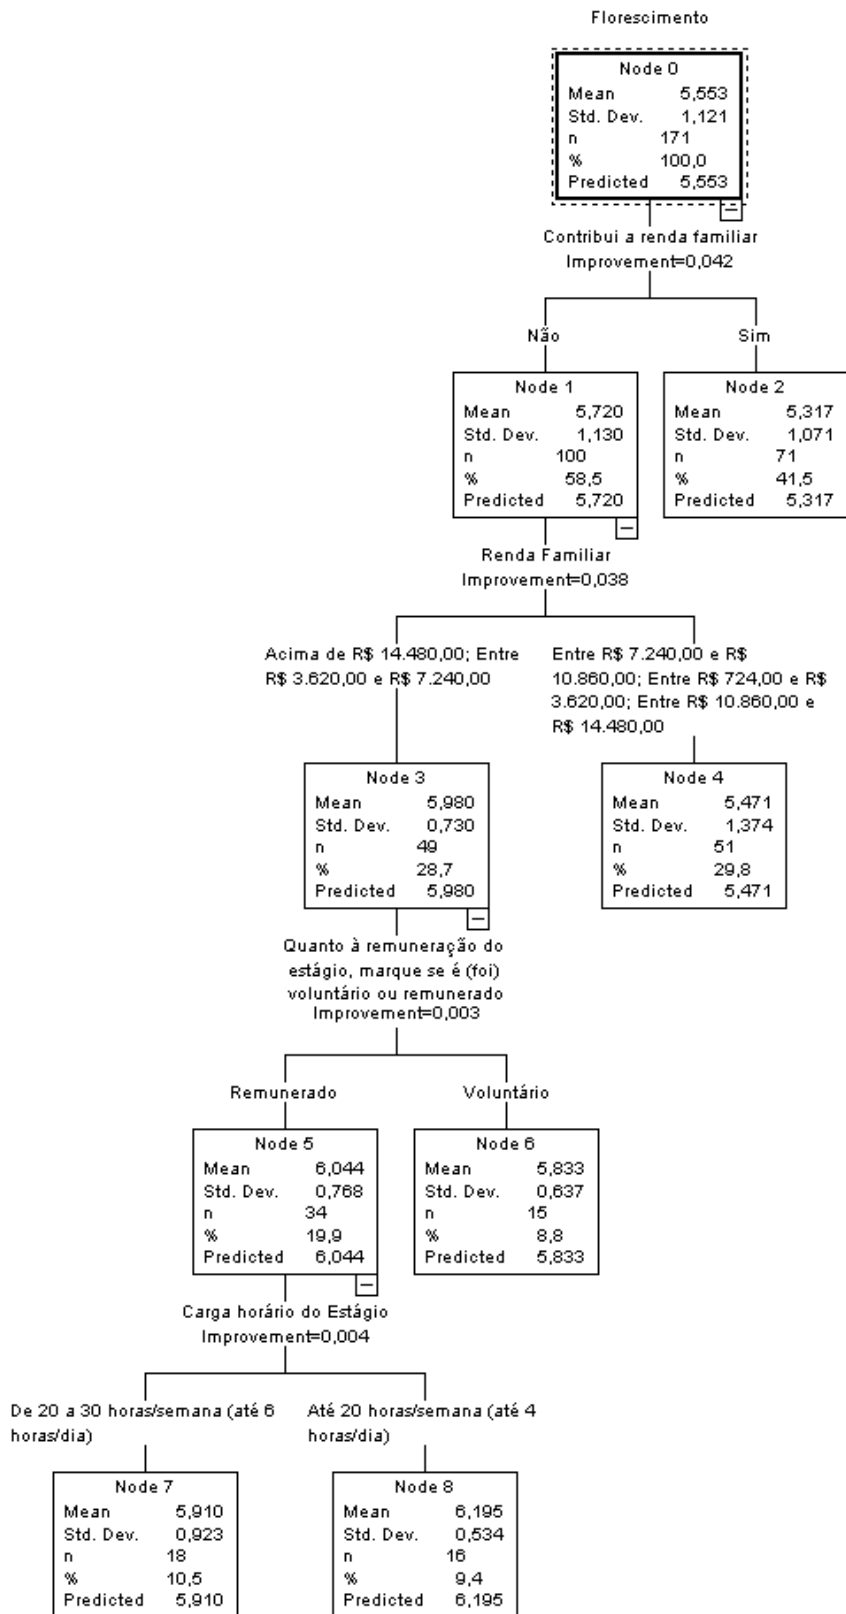 Florescimento
Node 0
Mean 5,553
Std. Dev. 1,121
n 171
% 100,0
Predicted 5,553
Contribui a renda familiar
Improvement=0,042
Não
Sim
Node 1
Mean 5,720
Std. Dev. 1,130
n 100
% 58,5
Predicted 5,720
Node 2
Mean 5,317
Std. Dev. 1,071
n 71
% 41,5
Predicted 5,317
Renda Familiar
Improvement=0,038
Acima de R$ 14.480,00; Entre
R$ 3.620,00 e R$ 7.240,00
Entre R$ 7.240,00 e R$
10.860,00; Entre R$ 724,00 e R$
3.620,00; Entre R$ 10.860,00 e
R$ 14.480,00
Node 3
Mean 5,980
Std. Dev. 0,730
n 49
% 28,7
Predicted 5,980
Node 4
Mean 5,471
Std. Dev. 1,374
n 51
% 29,8
Predicted 5,471
Quanto à remuneração do
estágio, marque se é (foi)
voluntário ou remunerado
Improvement=0,003
Remunerado
Voluntário
Node 5
Mean 6,044
Std. Dev. 0,768
n 34
% 19,9
Predicted 6,044
Node 6
Mean 5,833
Std. Dev. 0,637
n 15
% 8,8
Predicted 5,833
Carga horário do Estágio
Improvement=0,004
De 20 a 30 horas/semana (até 6
horas/dia)
Até 20 horas/semana (até 4
horas/dia)
Node 7
Mean 5,910
Std. Dev. 0,923
n 18
% 10,5
Predicted 5,910
Node 8
Mean 6,195
Std. Dev. 0,534
n 16
% 9,4
Predicted 6,195